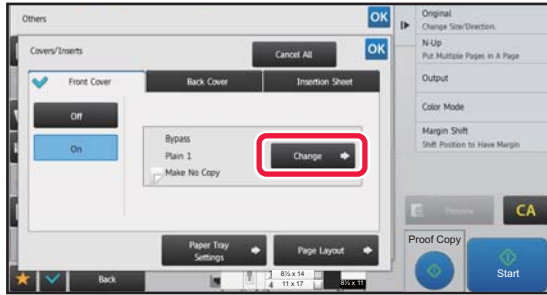 Others
OK
Covers/Inserts
Cancel All
OK
Front Cover
Back Cover
Insertion Sheet
Off
On
Bypass
Plain 1
Make No Copy
Change
Paper Tray
Settings
Page Layout
Back
8½ x 14
4 11 x 17
8½ x 11
Original
Change Size/Direction.
N-Up
Put Multiple Pages in A Page
Output
Color Mode
Margin Shift
Shift Position to Have Margin
Preview
CA
Proof Copy
Start